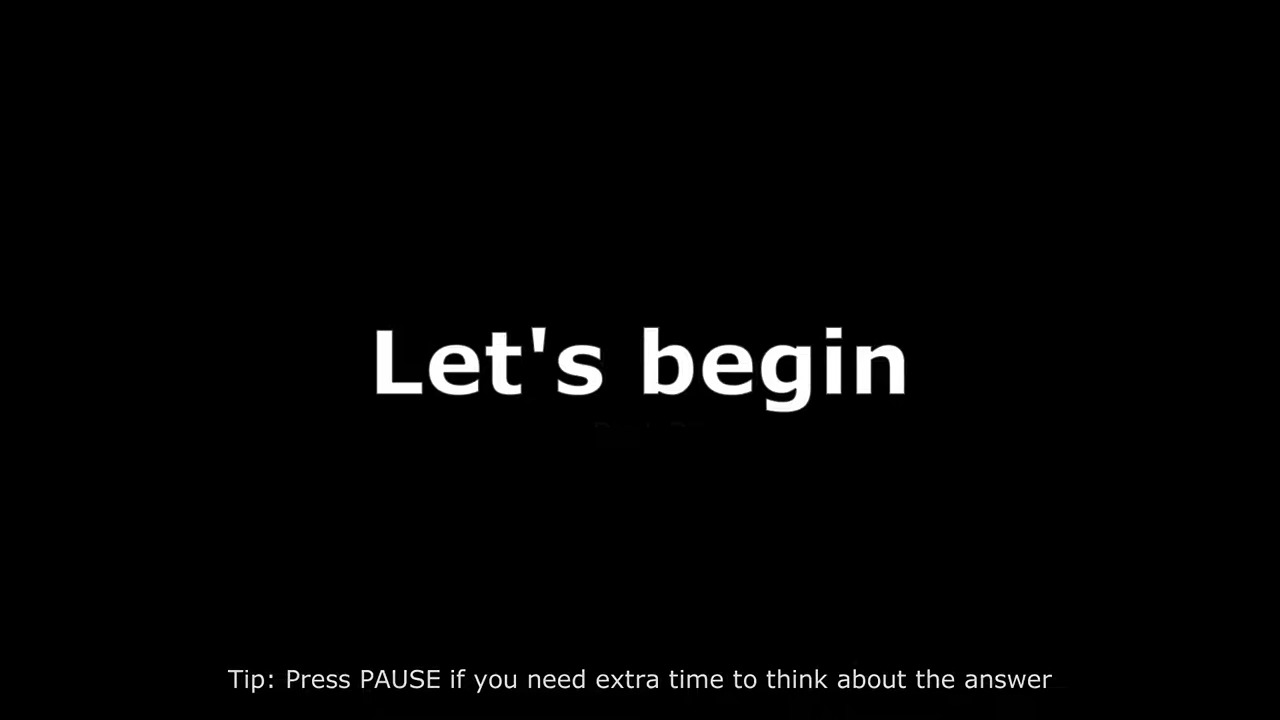 Let's begin
Tip: Press PAUSE if you need extra time to think about the answer